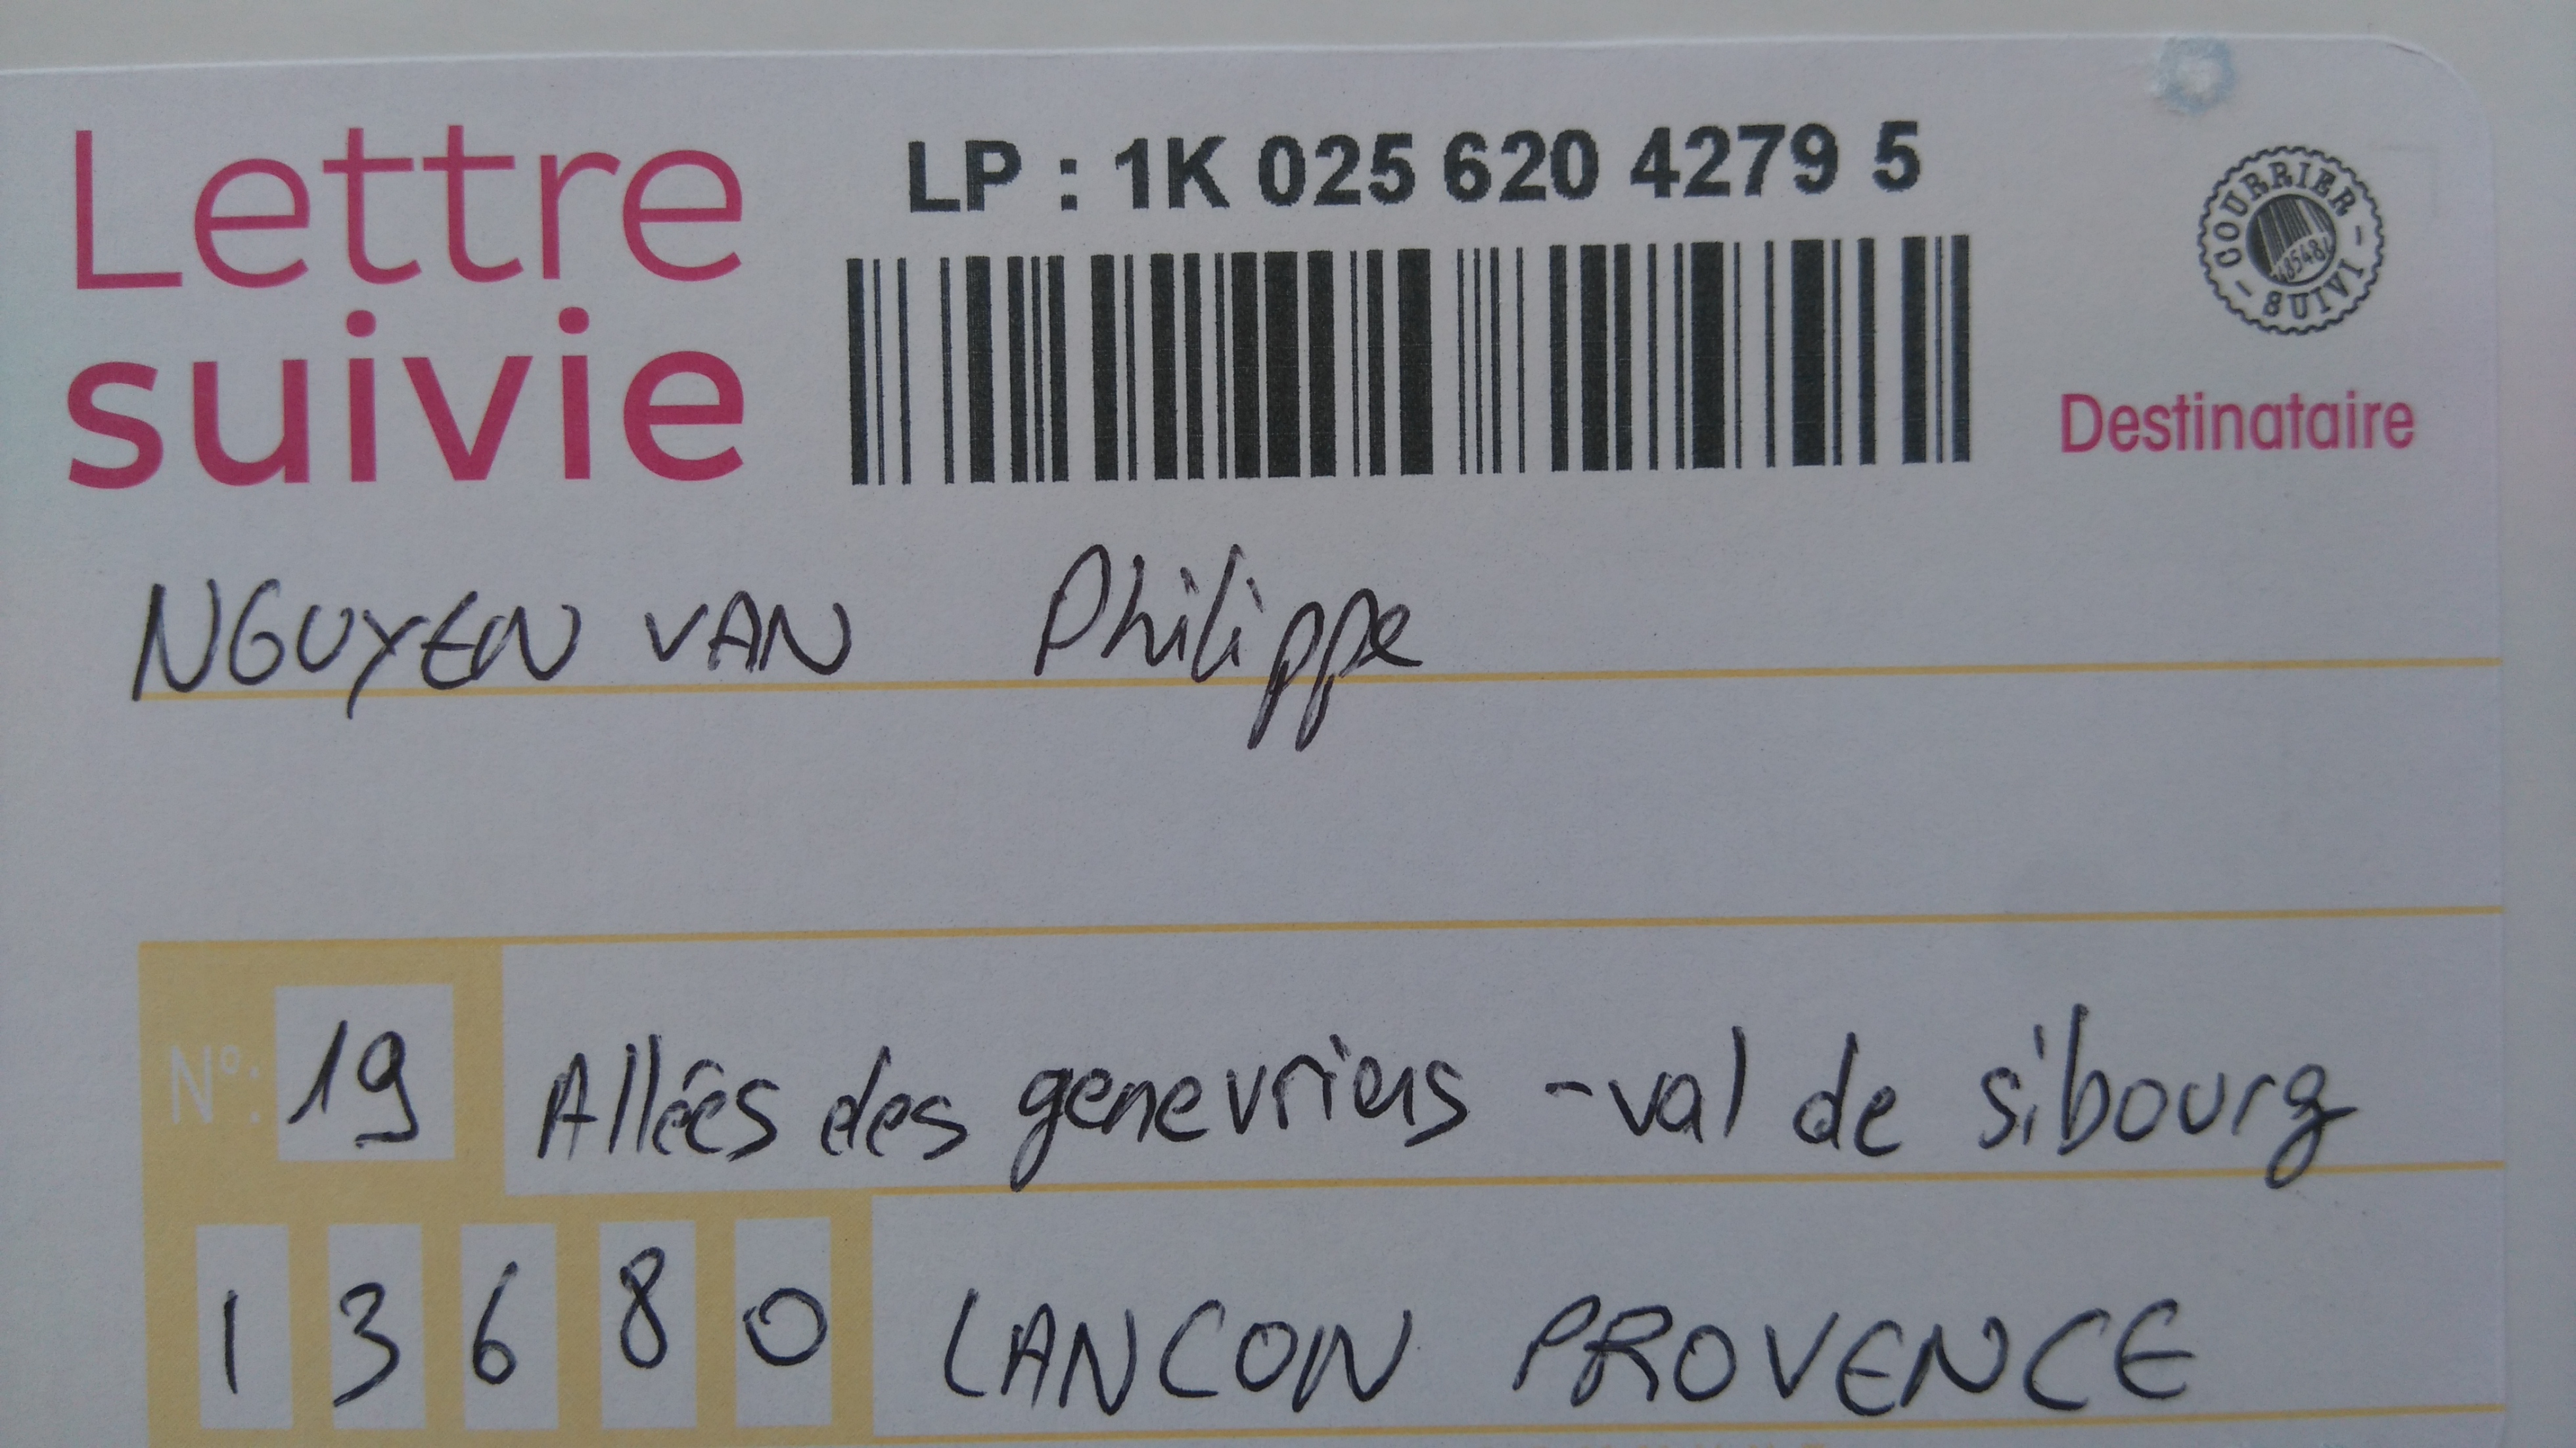 Lettre
suivie
LP : 1K 025 620 4279 5
COURRIER
SUIVI
Destinataire
NGUYEN VAN Philippe
N°: 19 Allées des genevriers - val de sibourg
13680 LANCON PROVENCE